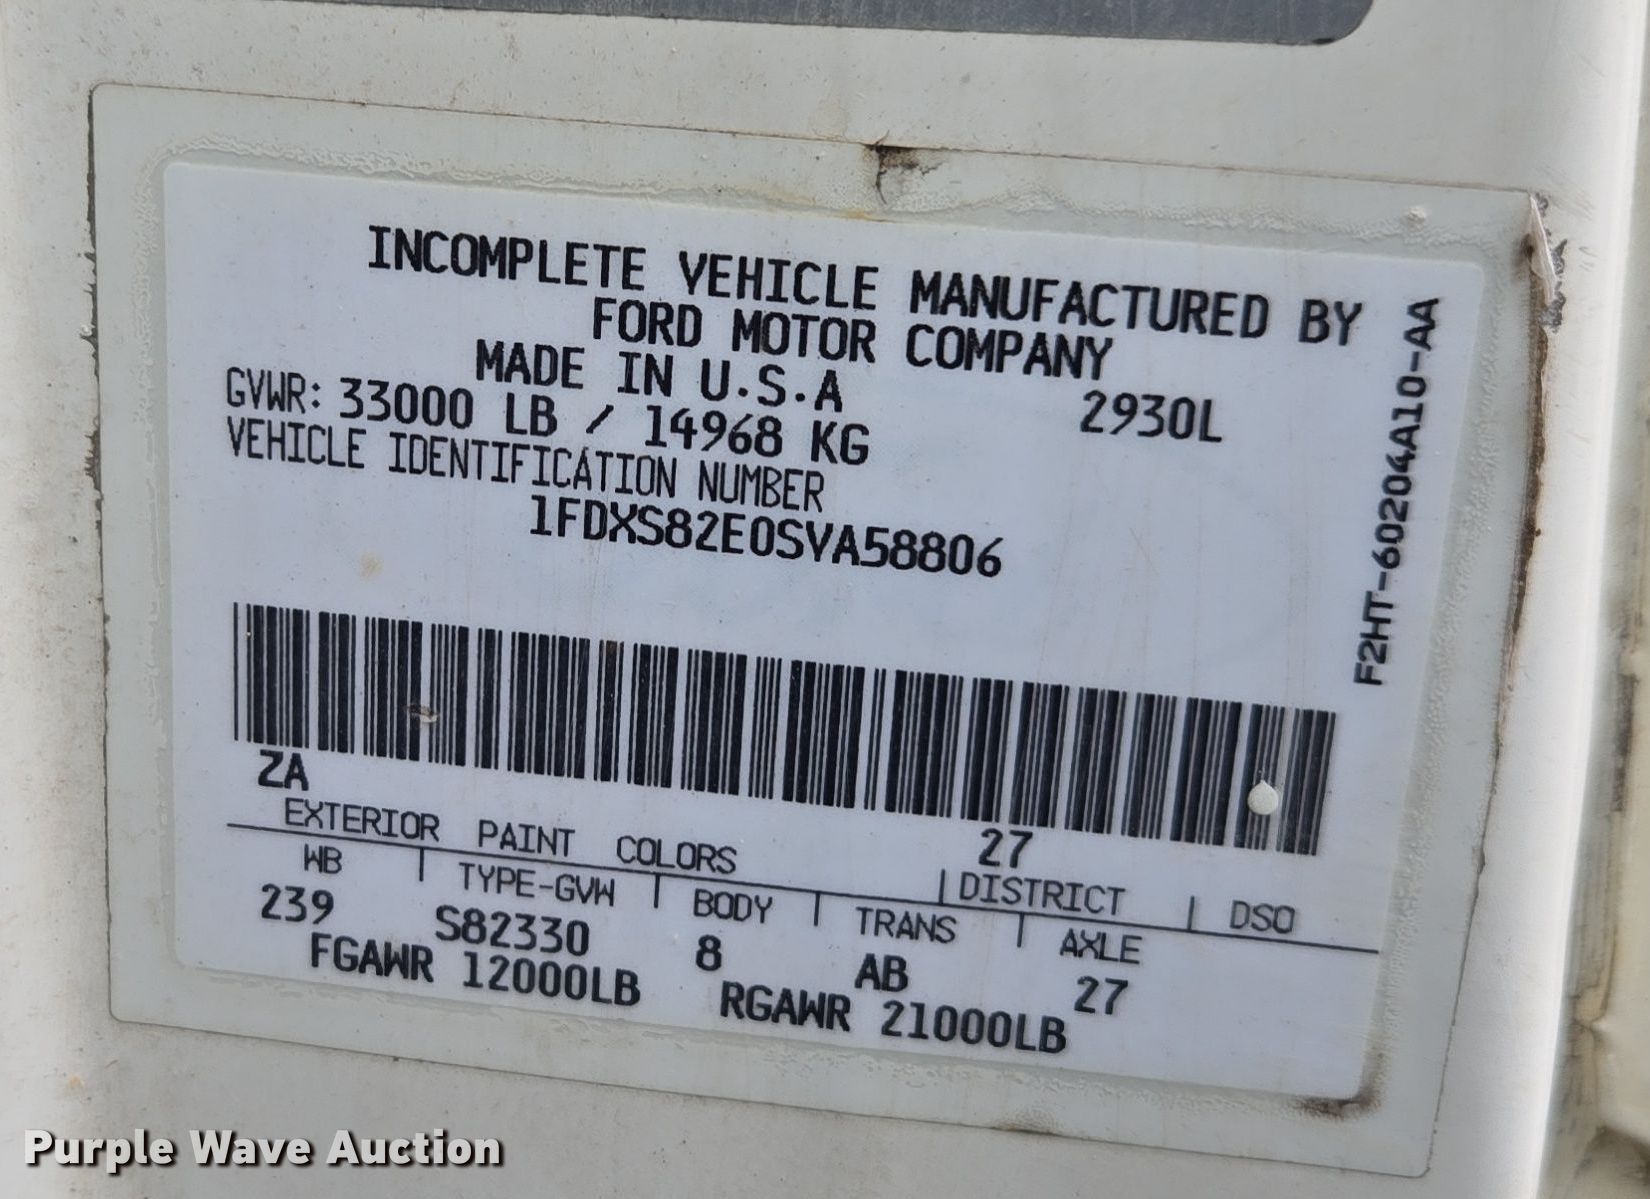 INCOMPLETE VEHICLE MANUFACTURED BY
FORD MOTOR COMPANY
MADE IN U.S.A
GVWR: 33000 LB / 14968 KG
2930L
VEHICLE IDENTIFICATION NUMBER
1FDXS82E0SVA58806
F2HT-60204A10-AA
ZA
EXTERIOR PAINT COLORS
27
DISTRICT
DSO
WB TYPE-GVW BODY TRANS AXLE
239 S82330 8 AB 27
FGAWR 12000LB RGAWR 21000LB
Purple Wave Auction